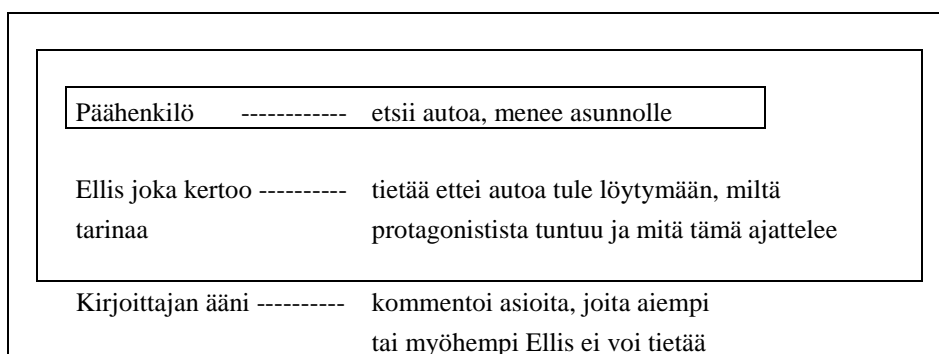 Päähenkilö ------------ etsii autoa, menee asunnolle
Ellis joka kertoo ---------- tietää ettei autoa tule löytymään, miltä
tarinaa protagonistista tuntuu ja mitä tämä ajattelee
Kirjoittajan ääni ---------- kommentoi asioita, joita aiempi
tai myöhempi Ellis ei voi tietää